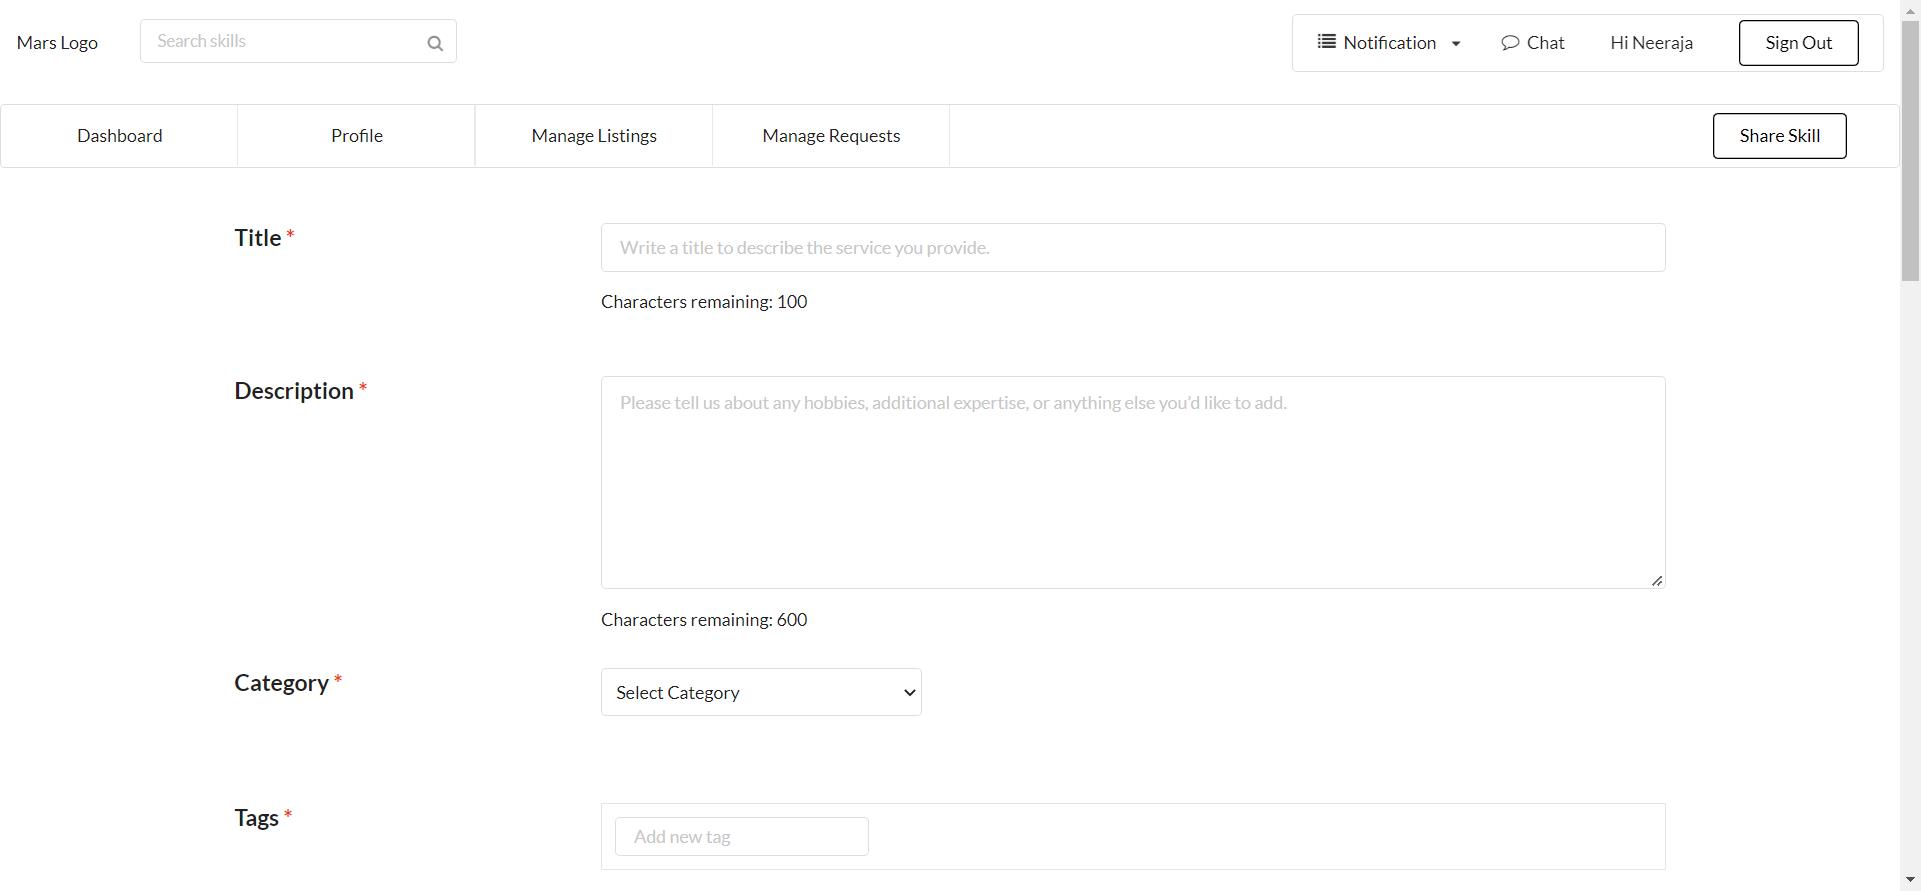 Mars Logo
Search skills
Notification
Chat
Hi Neeraja
Sign Out
Dashboard
Profile
Manage Listings
Manage Requests
Share Skill
Title *
Write a title to describe the service you provide.
Characters remaining: 100
Description *
Please tell us about any hobbies, additional expertise, or anything else you'd like to add.
Characters remaining: 600
Category *
Select Category
Tags *
Add new tag